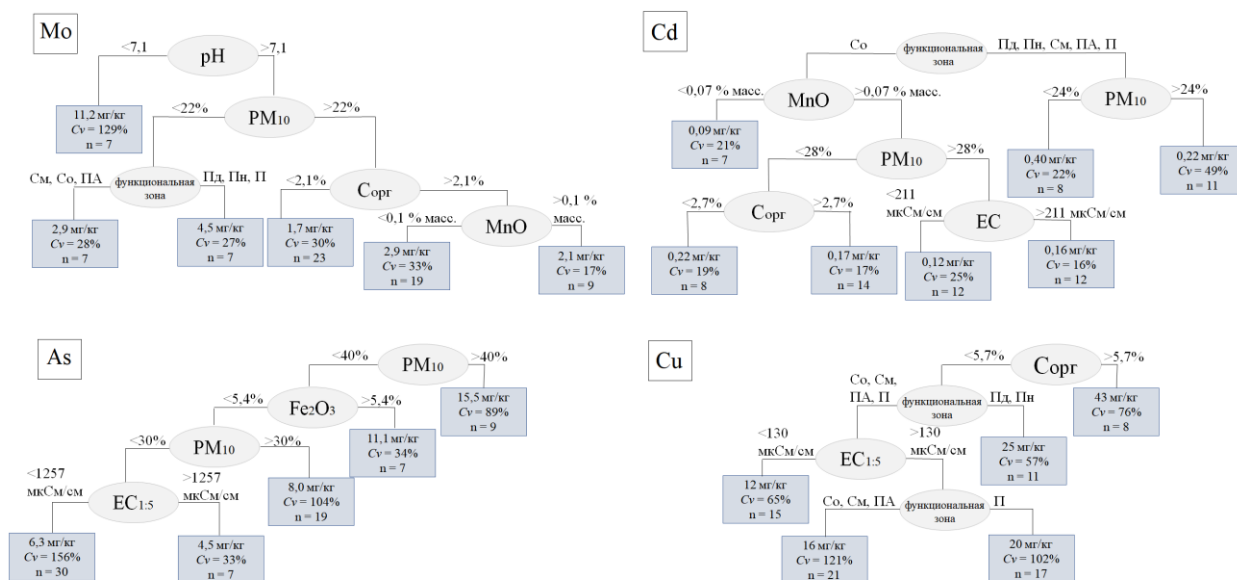 Mo
<7,1
pH
>7,1
11,2 мг/кг
Cv = 129%
n = 7
<22%
PM10
>22%
См, Со, ПА
функциональная
зона
Пд, Пн, П
2,9 мг/кг
Cv = 28%
n = 7
4,5 мг/кг
Cv = 27%
n = 7
<2,1%
Сорг
>2,1%
1,7 мг/кг
Cv = 30%
n = 23
<0,1 % масс.
MnO
>0,1 %
масс.
2,9 мг/кг
Cv = 33%
n = 19
2,1 мг/кг
Cv = 17%
n = 9
Cd
Со
функциональная
зона
Пд, Пн, См, ПА, П
<0,07 % масс.
MnO
>0,07 % масс.
0,09 мг/кг
Cv = 21%
n = 7
<24%
PM10
>24%
0,40 мг/кг
Cv = 22%
n = 8
0,22 мг/кг
Cv = 49%
n = 11
<28%
PM10
>28%
<2,7%
Сорг
>2,7%
0,22 мг/кг
Cv = 19%
n = 8
0,17 мг/кг
Cv = 17%
n = 14
<211
мкСм/см
EC
>211 мкСм/см
0,12 мг/кг
Cv = 25%
n = 12
0,16 мг/кг
Cv = 16%
n = 12
As
<40%
PM10
>40%
15,5 мг/кг
Cv = 89%
n = 9
<5,4%
Fe2O3
>5,4%
11,1 мг/кг
Cv = 34%
n = 7
<30%
PM10
>30%
8,0 мг/кг
Cv = 104%
n = 19
<1257
мкСм/см
EC1:5
>1257
мкСм/см
6,3 мг/кг
Cv = 156%
n = 30
4,5 мг/кг
Cv = 33%
n = 7
Cu
<5,7%
Сорг
>5,7%
43 мг/кг
Cv = 76%
n = 8
Со, См,
ПА, П
функциональная
зона
Пд, Пн
25 мг/кг
Cv = 57%
n = 11
<130
мкСм/см
EC1:5
>130
мкСм/см
12 мг/кг
Cv = 65%
n = 15
Со, См, ПА
функциональная
зона
П
16 мг/кг
Cv = 121%
n = 21
20 мг/кг
Cv = 102%
n = 17